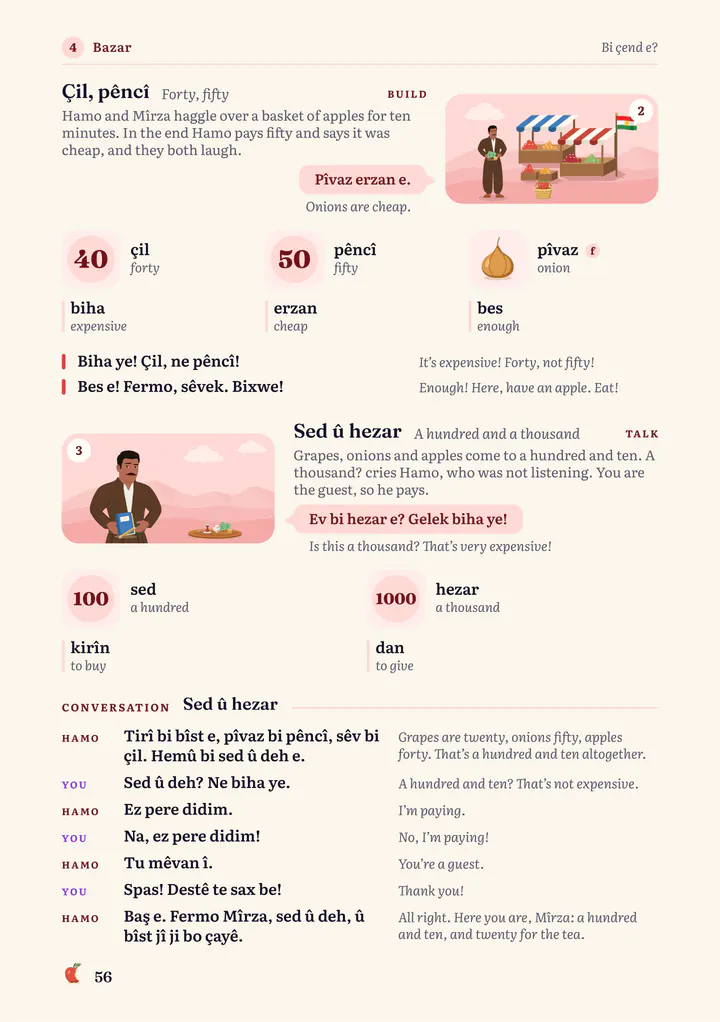 4 Bazar
Bi çend e?
Çil, pêncî Forty, fifty
BUILD
Hamo and Mîrza haggle over a basket of apples for ten
minutes. In the end Hamo pays fifty and says it was
cheap, and they both laugh.
Pîvaz erzan e.
Onions are cheap.
2
40
çil
forty
50
pêncî
fifty
pîvaz f
onion
biha
expensive
erzan
cheap
bes
enough
Biha ye! Çil, ne pêncî!
It's expensive! Forty, not fifty!
Bes e! Fermo, sêvek. Bixwe!
Enough! Here, have an apple. Eat!
3
Sed û hezar A hundred and a thousand
TALK
Grapes, onions and apples come to a hundred and ten. A
thousand? cries Hamo, who was not listening. You are
the guest, so he pays.
Ev bi hezar e? Gelek biha ye!
Is this a thousand? That's very expensive!
100
sed
a hundred
1000
hezar
a thousand
kirîn
to buy
dan
to give
CONVERSATION Sed û hezar
HAMO
Tirî bi bîst e, pîvaz bi pêncî, sêv bi
çil. Hemû bi sed û deh e.
Grapes are twenty, onions fifty, apples
forty. That's a hundred and ten altogether.
YOU
Sed û deh? Ne biha ye.
A hundred and ten? That's not expensive.
HAMO
Ez pere didim.
I'm paying.
YOU
Na, ez pere didim!
No, I'm paying!
HAMO
Tu mêvan î.
You're a guest.
YOU
Spas! Destê te sax be!
Thank you!
HAMO
Baş e. Fermo Mîrza, sed û deh, û
bîst jî ji bo çayê.
All right. Here you are, Mîrza: a hundred
and ten, and twenty for the tea.
56